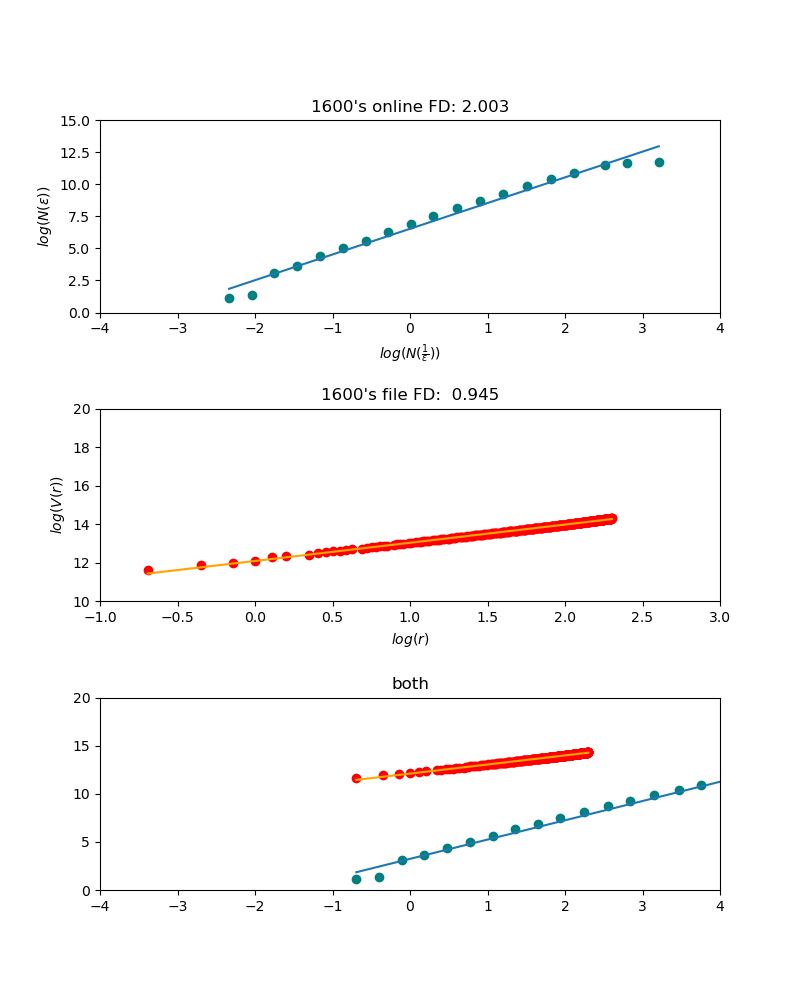 1600's online FD: 2.003
15.0
12.5
10.0
7.5
5.0
2.5
0.0
log(N(ε))
−4 −3 −2 −1 0 1 2 3 4
log(N(1/ε))
1600's file FD:  0.945
20
18
16
14
12
10
log(V(r))
−1.0 −0.5 0.0 0.5 1.0 1.5 2.0 2.5 3.0
log(r)
both
20
15
10
5
0
−4 −3 −2 −1 0 1 2 3 4